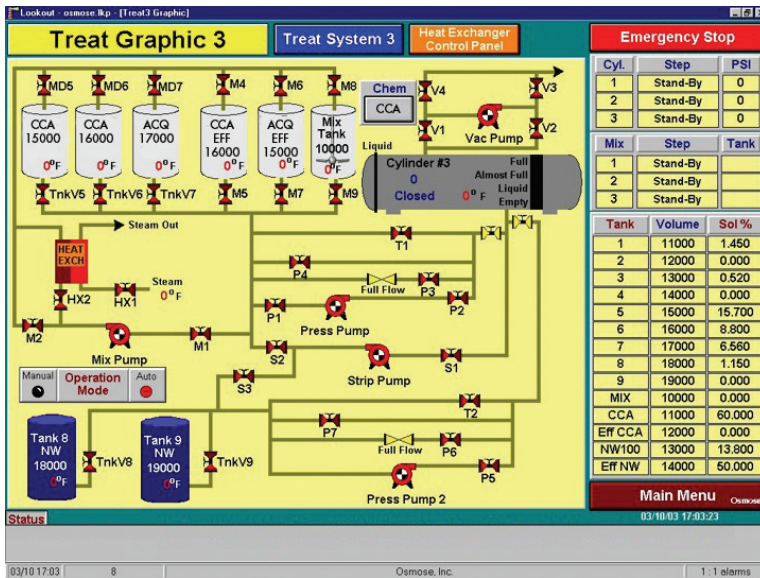 Lookout - osmose.lkp - [Treat3 Graphic]
Treat Graphic 3
Treat System 3
Heat Exchanger
Control Panel
Emergency Stop
MD5
MD6
MD7
M4
M6
M8
Chem
CCA
V4
V3
V1
V2
Vac Pump
CCA
15000
0°F
CCA
16000
0°F
ACQ
17000
0°F
CCA
EFF
16000
0°F
ACQ
EFF
15000
0°F
Mix
Tank
10000
0°F
Liquid
Cylinder #3
0
Closed
0° F
Full
Almost Full
Liquid
Empty
TnkV5
TnkV6
TnkV7
M5
M7
M9
Steam Out
HEAT
EXCH
Steam
0°F
HX2
HX1
T1
P4
Full Flow
P3
P1
P2
Press Pump
M2
Mix Pump
M1
S2
S1
Strip Pump
S3
Manual
Operation
Mode
Auto
T2
P7
Full Flow
P6
P5
Press Pump 2
Tank 8
NW
18000
0°F
TnkV8
Tank 9
NW
19000
0°F
TnkV9
Cyl. Step PSI
1 Stand-By 0
2 Stand-By 0
3 Stand-By 0
Mix Step Tank
1 Stand-By
2 Stand-By
3 Stand-By
Tank Volume Sol %
1 11000 1.450
2 12000 0.000
3 13000 0.520
4 14000 0.000
5 15000 15.700
6 16000 8.800
7 17000 6.560
8 18000 1.150
9 19000 0.000
MIX 10000 0.000
CCA 11000 60.000
Eff CCA 12000 0.000
NW100 13000 13.800
Eff NW 14000 50.000
Main Menu Osmose
Status
03/10/03 17:03:23
03/10 17:03
8
Osmose, Inc.
1 : 1 alarms